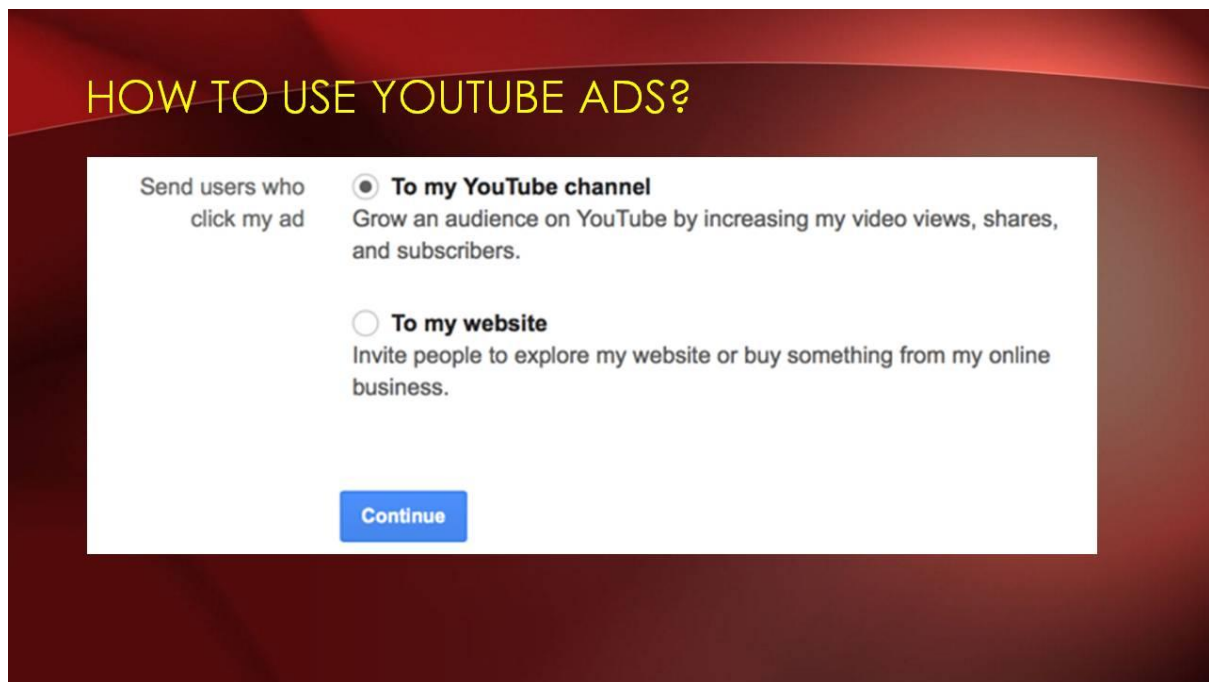 HOW TO USE YOUTUBE ADS?
Send users who
click my ad
To my YouTube channel
Grow an audience on YouTube by increasing my video views, shares,
and subscribers.
To my website
Invite people to explore my website or buy something from my online
business.
Continue